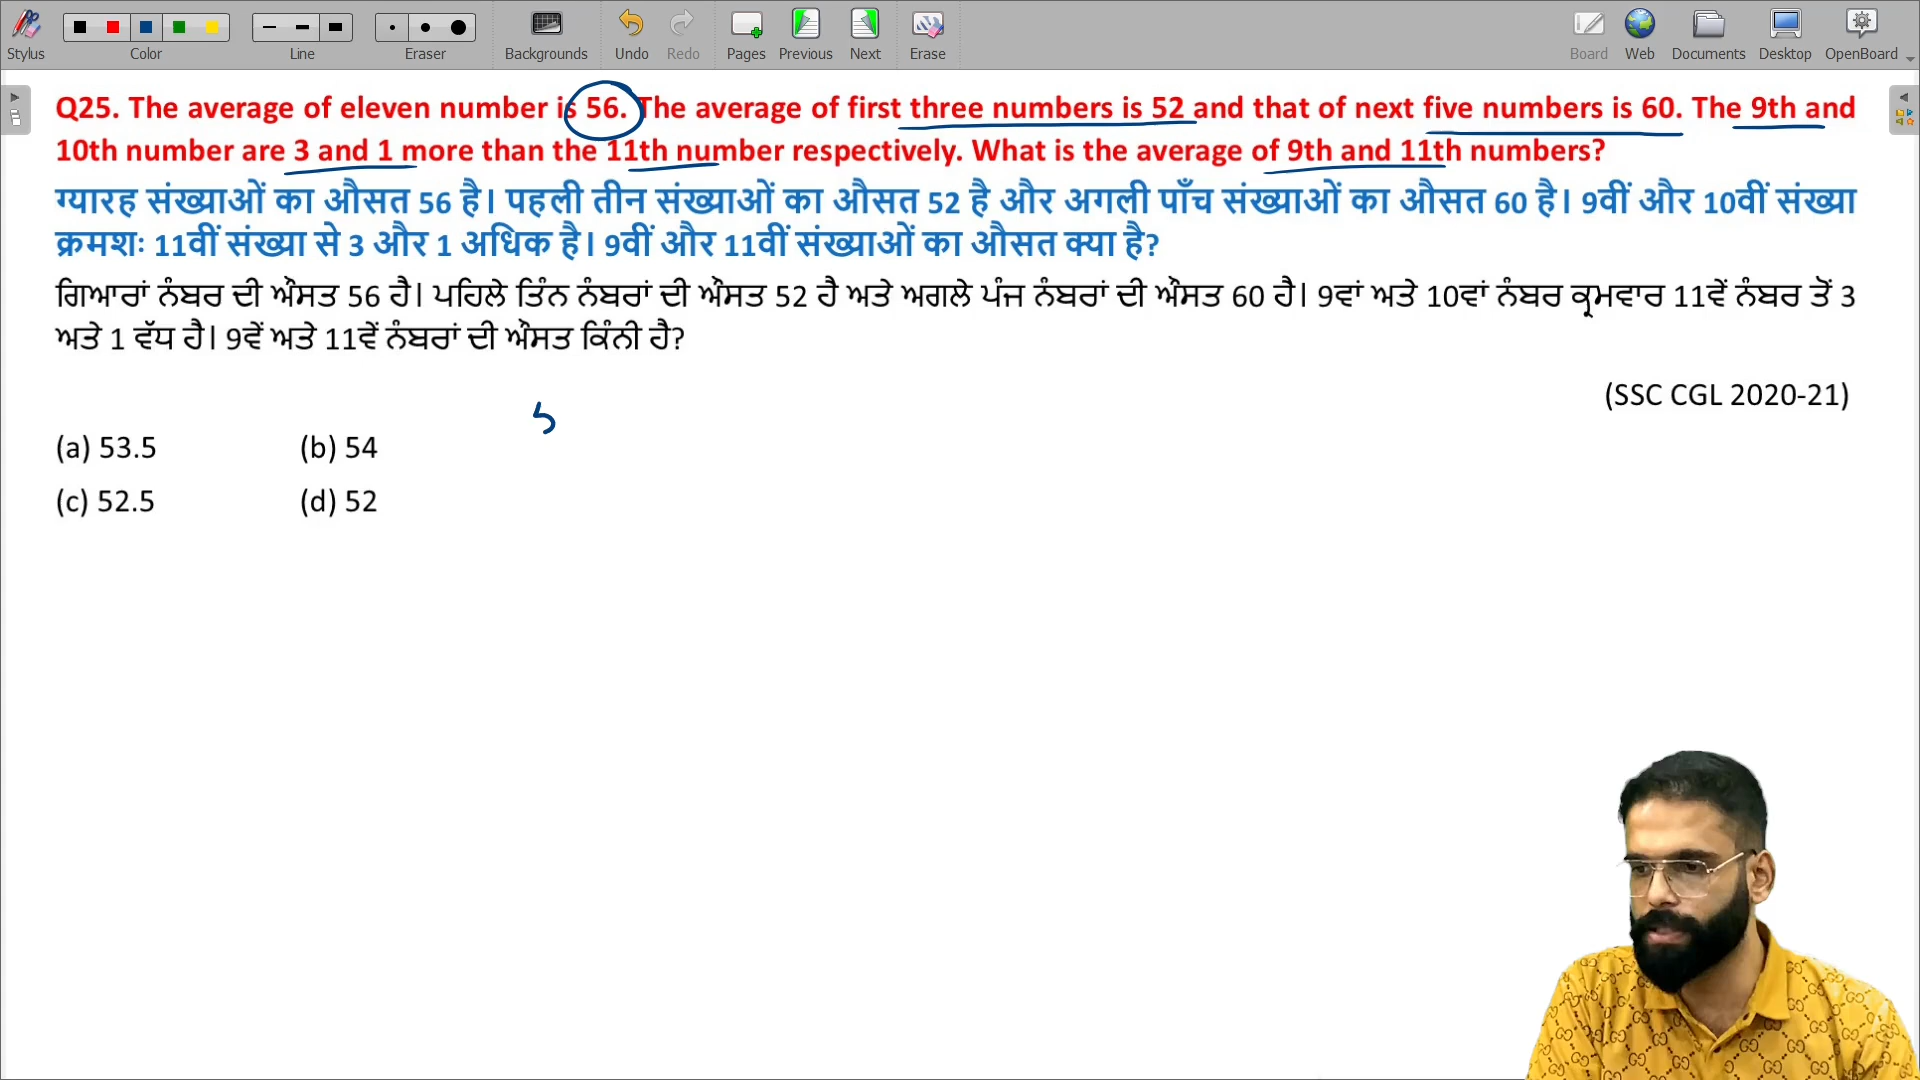 Stylus Color Line Eraser Backgrounds Undo Redo Pages Previous Next Erase Board Web Documents Desktop OpenBoard
Q25. The average of eleven number is 56. The average of first three numbers is 52 and that of next five numbers is 60. The 9th and
10th number are 3 and 1 more than the 11th number respectively. What is the average of 9th and 11th numbers?
ग्यारह संख्याओं का औसत 56 है। पहली तीन संख्याओं का औसत 52 है और अगली पाँच संख्याओं का औसत 60 है। 9वीं और 10वीं संख्या
क्रमशः 11वीं संख्या से 3 और 1 अधिक है। 9वीं और 11वीं संख्याओं का औसत क्या है?
ਗਿਆਰਾਂ ਨੰਬਰ ਦੀ ਔਸਤ 56 ਹੈ। ਪਹਿਲੇ ਤਿੰਨ ਨੰਬਰਾਂ ਦੀ ਔਸਤ 52 ਹੈ ਅਤੇ ਅਗਲੇ ਪੰਜ ਨੰਬਰਾਂ ਦੀ ਔਸਤ 60 ਹੈ। 9ਵਾਂ ਅਤੇ 10ਵਾਂ ਨੰਬਰ ਕ੍ਰਮਵਾਰ 11ਵੇਂ ਨੰਬਰ ਤੋਂ 3
ਅਤੇ 1 ਵੱਧ ਹੈ। 9ਵੇਂ ਅਤੇ 11ਵੇਂ ਨੰਬਰਾਂ ਦੀ ਔਸਤ ਕਿੰਨੀ ਹੈ?
(SSC CGL 2020-21)
(a) 53.5 (b) 54
(c) 52.5 (d) 52